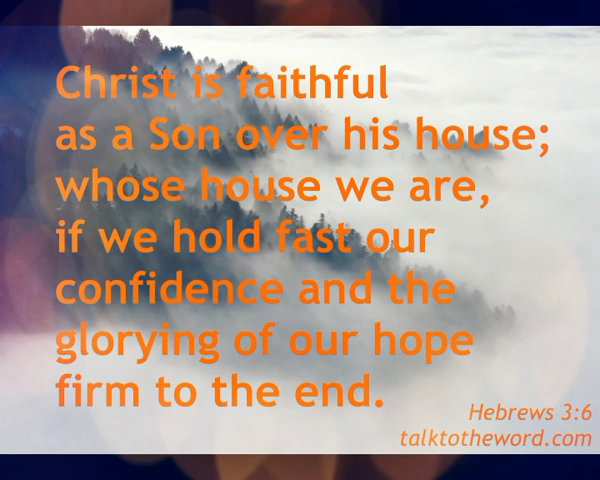 Christ is faithful
as a Son over his house;
whose house we are,
if we hold fast our
confidence and the
glorying of our hope
firm to the end.
Hebrews 3:6
talktotheword.com